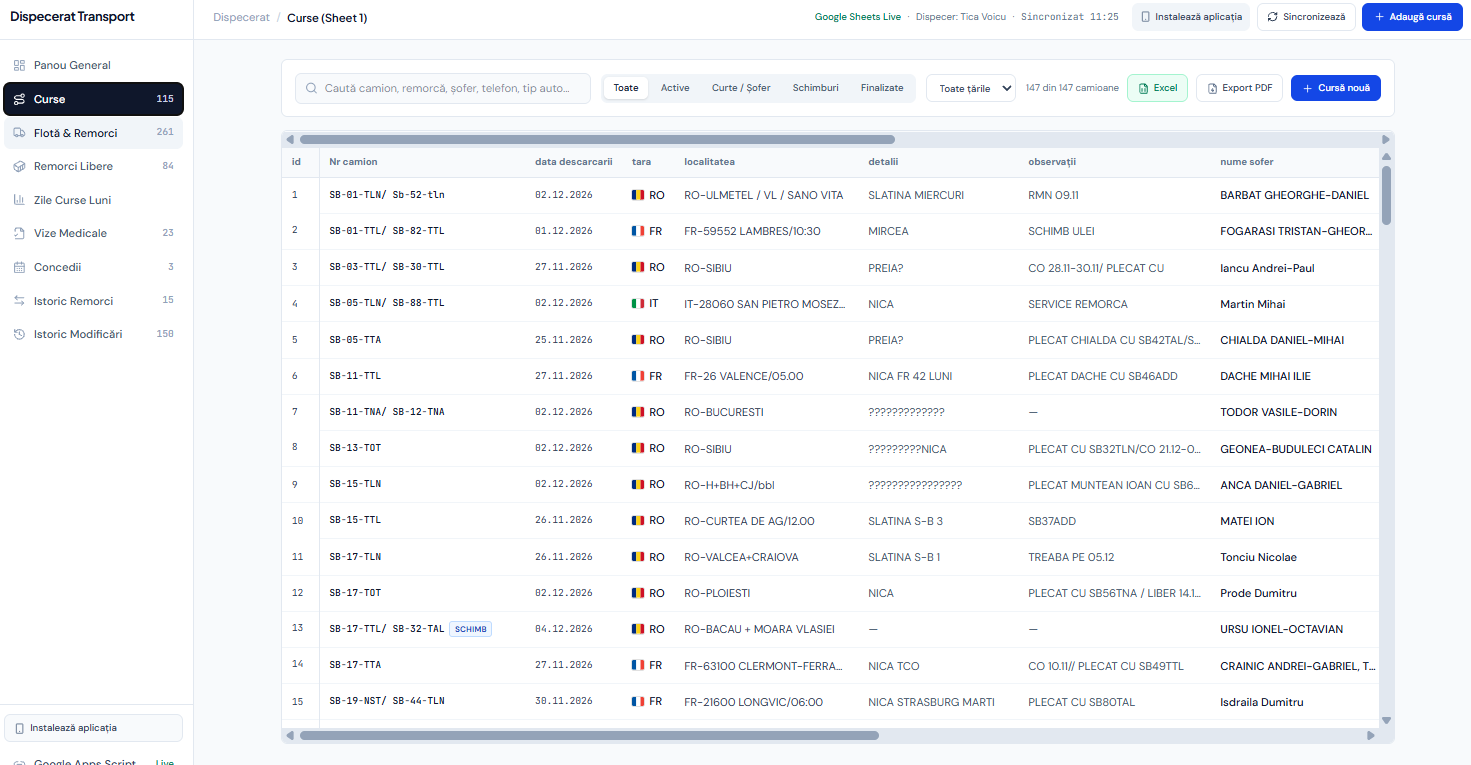 Dispecerat Transport
Dispecerat / Curse (Sheet 1)
Google Sheets Live · Dispecer: Tica Voicu · Sincronizat 11:25
Instalează aplicația
Sincronizează
+ Adaugă cursă
Panou General
Curse 115
Flotă & Remorci 261
Remorci Libere 84
Zile Curse Luni
Vize Medicale 23
Concedii 3
Istoric Remorci 15
Istoric Modificări 150
Instalează aplicația
Google Apps Script Live
Caută camion, remorcă, șofer, telefon, tip auto...
Toate Active Curte / Șofer Schimburi Finalizate
Toate țările
147 din 147 camioane
Excel
Export PDF
+ Cursă nouă
id Nr camion data descarcarii tara localitatea detalii observații nume sofer
1 SB-01-TLN/ Sb-52-tln 02.12.2026 RO RO-ULMETEL / VL / SANO VITA SLATINA MIERCURI RMN 09.11 BARBAT GHEORGHE-DANIEL
2 SB-01-TTL/ SB-82-TTL 01.12.2026 FR FR-59552 LAMBRES/10:30 MIRCEA SCHIMB ULEI FOGARASI TRISTAN-GHEOR...
3 SB-03-TTL/ SB-30-TTL 27.11.2026 RO RO-SIBIU PREIA? CO 28.11-30.11/ PLECAT CU Iancu Andrei-Paul
4 SB-05-TLN/ SB-88-TTL 02.12.2026 IT IT-28060 SAN PIETRO MOSEZ... NICA SERVICE REMORCA Martin Mihai
5 SB-05-TTA 25.11.2026 RO RO-SIBIU PREIA? PLECAT CHIALDA CU SB42TAL/S... CHIALDA DANIEL-MIHAI
6 SB-11-TTL 27.11.2026 FR FR-26 VALENCE/05.00 NICA FR 42 LUNI PLECAT DACHE CU SB46ADD DACHE MIHAI ILIE
7 SB-11-TNA/ SB-12-TNA 02.12.2026 RO RO-BUCURESTI ????????????? — TODOR VASILE-DORIN
8 SB-13-TOT 02.12.2026 RO RO-SIBIU ?????????NICA PLECAT CU SB32TLN/CO 21.12-0... GEONEA-BUDULECI CATALIN
9 SB-15-TLN 02.12.2026 RO RO-H+BH+CJ/bbl ???????????????? PLECAT MUNTEAN IOAN CU SB6... ANCA DANIEL-GABRIEL
10 SB-15-TTL 26.11.2026 RO RO-CURTEA DE AG/12.00 SLATINA S-B 3 SB37ADD MATEI ION
11 SB-17-TLN 26.11.2026 RO RO-VALCEA+CRAIOVA SLATINA S-B 1 TREABA PE 05.12 Tonciu Nicolae
12 SB-17-TOT 02.12.2026 RO RO-PLOIESTI NICA PLECAT CU SB56TNA / LIBER 14.1... Prode Dumitru
13 SB-17-TTL/ SB-32-TAL SCHIMB 04.12.2026 RO RO-BACAU + MOARA VLASIEI — — URSU IONEL-OCTAVIAN
14 SB-17-TTA 27.11.2026 FR FR-63100 CLERMONT-FERRA... NICA TCO CO 10.11// PLECAT CU SB49TTL CRAINIC ANDREI-GABRIEL, T...
15 SB-19-NST/ SB-44-TLN 30.11.2026 FR FR-21600 LONGVIC/06:00 NICA STRASBURG MARTI PLECAT CU SB80TAL Isdraila Dumitru